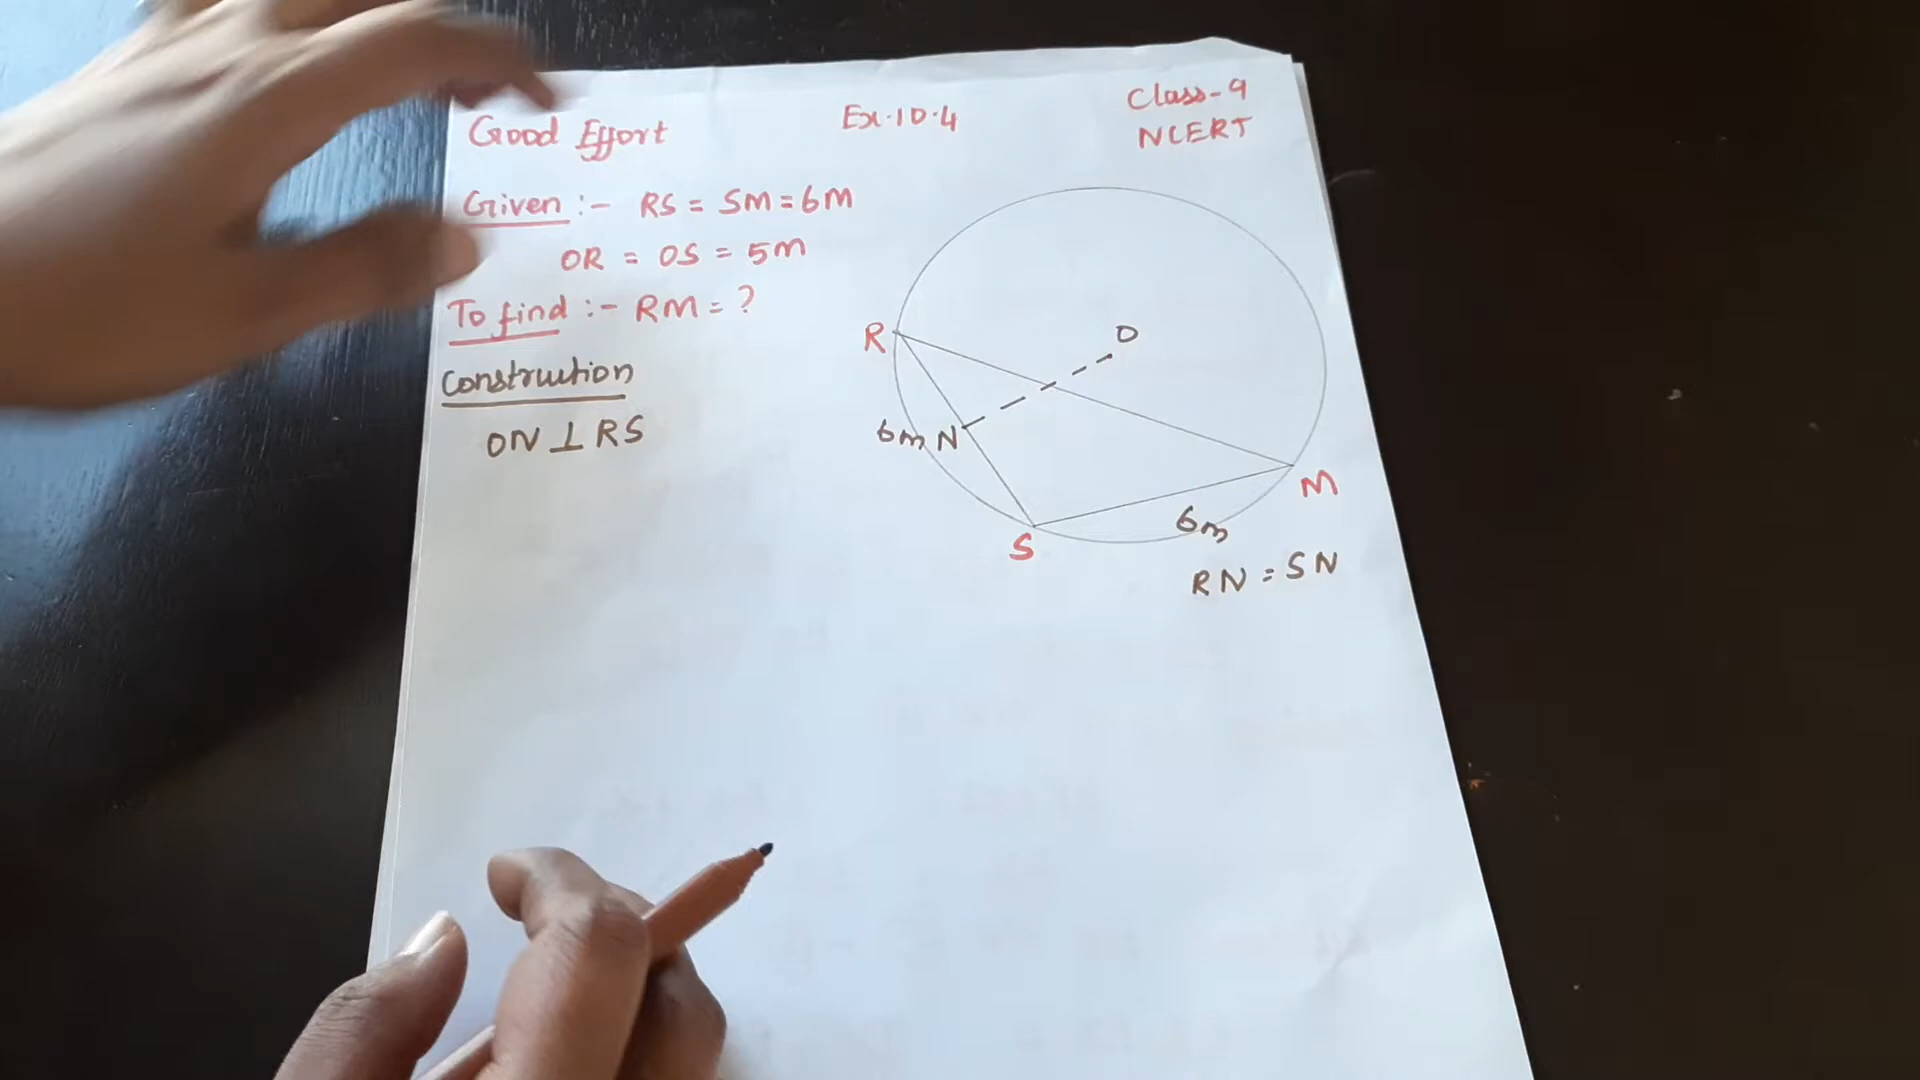 Good Effort
Ex.10.4
Class-9
NCERT
Given :- RS = SM = 6M
OR = OS = 5M
To find :- RM = ?
Construction
ON ⊥ RS
R
O
6m N
M
6m
S
RN = SN